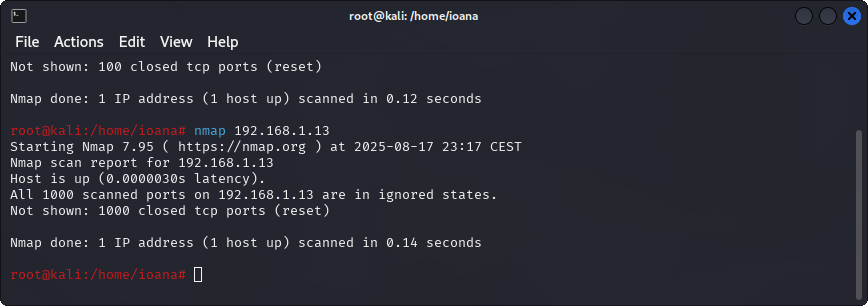 root@kali: /home/ioana
File Actions Edit View Help
Not shown: 100 closed tcp ports (reset)
Nmap done: 1 IP address (1 host up) scanned in 0.12 seconds
root@kali:/home/ioana# nmap 192.168.1.13
Starting Nmap 7.95 ( https://nmap.org ) at 2025-08-17 23:17 CEST
Nmap scan report for 192.168.1.13
Host is up (0.0000030s latency).
All 1000 scanned ports on 192.168.1.13 are in ignored states.
Not shown: 1000 closed tcp ports (reset)
Nmap done: 1 IP address (1 host up) scanned in 0.14 seconds
root@kali:/home/ioana#